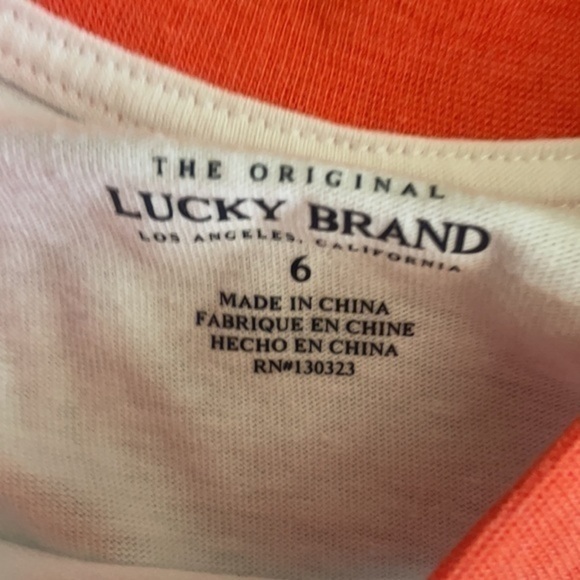 THE ORIGINAL
LUCKY BRAND
LOS ANGELES, CALIFORNIA
6
MADE IN CHINA
FABRIQUE EN CHINE
HECHO EN CHINA
RN#130323